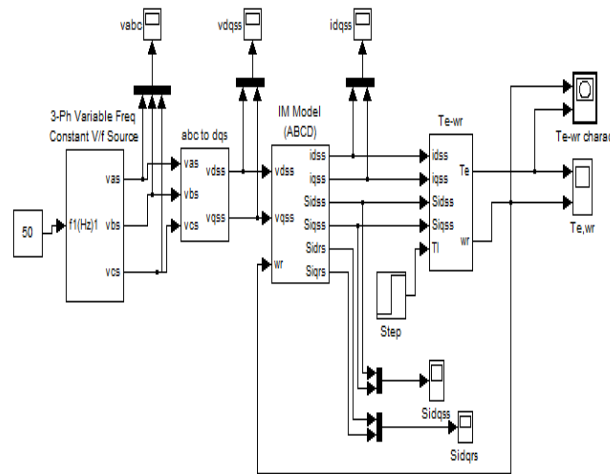 vabc
vdqss
idqss
3-Ph Variable Freq
Constant V/f Source
abc to dqs
IM Model
(ABCD)
Te-wr
Te-wr charac
50
f1(Hz)1
vas
vbs
vcs
vas
vbs
vcs
vdss
vqss
vdss
vqss
wr
idss
iqss
Sidss
Siqss
Sidrs
Siqrs
idss
iqss
Sidss
Siqss
Tl
Te
wr
Te,wr
Step
Sidqss
Sidqrs